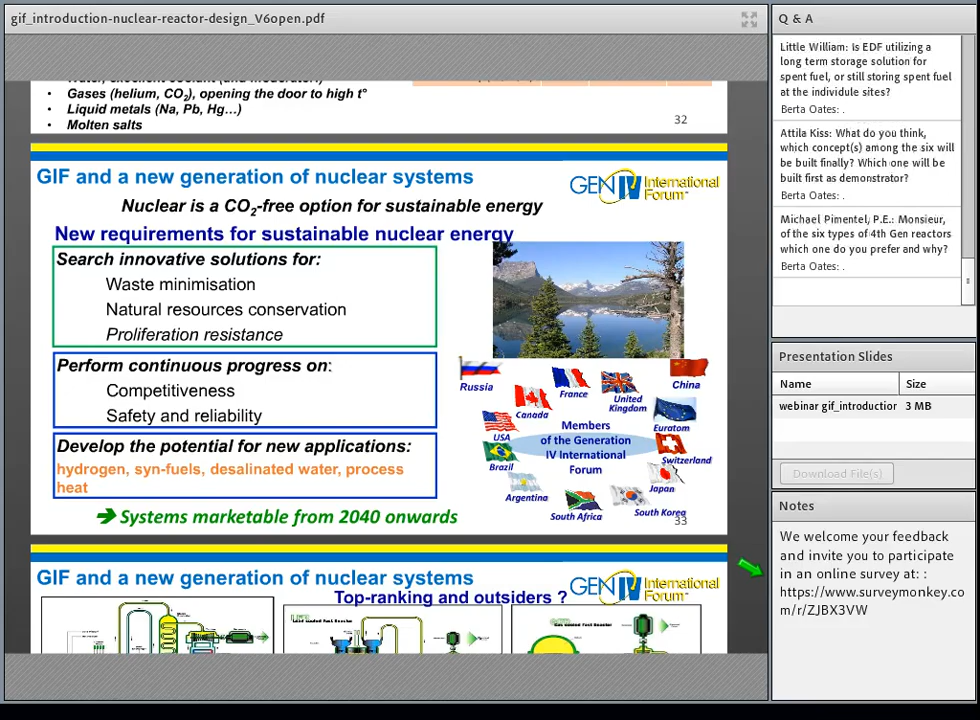 gif_introduction-nuclear-reactor-design_V6open.pdf
• Gases (helium, CO₂), opening the door to high t°
• Liquid metals (Na, Pb, Hg…)
• Molten salts
32
GIF and a new generation of nuclear systems
GEN IV International Forum™
Nuclear is a CO₂-free option for sustainable energy
New requirements for sustainable nuclear energy
Search innovative solutions for:
Waste minimisation
Natural resources conservation
Proliferation resistance
Perform continuous progress on:
Competitiveness
Safety and reliability
Develop the potential for new applications:
hydrogen, syn-fuels, desalinated water, process
heat
➔ Systems marketable from 2040 onwards
Russia
Canada
France
United
Kingdom
China
USA
Members
of the Generation
IV International
Forum
Euratom
Brazil
Switzerland
Argentina
Japan
South Africa
South Korea
33
GIF and a new generation of nuclear systems
GEN IV International Forum™
Top-ranking and outsiders ?
Q & A
Little William: Is EDF utilizing a
long term storage solution for
spent fuel, or still storing spent fuel
at the individule sites?
Berta Oates: .
Attila Kiss: What do you think,
which concept(s) among the six will
be built finally? Which one will be
built first as demonstrator?
Berta Oates: .
Michael Pimentel, P.E.: Monsieur,
of the six types of 4th Gen reactors
which one do you prefer and why?
Berta Oates: .
Presentation Slides
Name Size
webinar gif_introductior 3 MB
Download File(s)
Notes
We welcome your feedback
and invite you to participate
in an online survey at: :
https://www.surveymonkey.co
m/r/ZJBX3VW